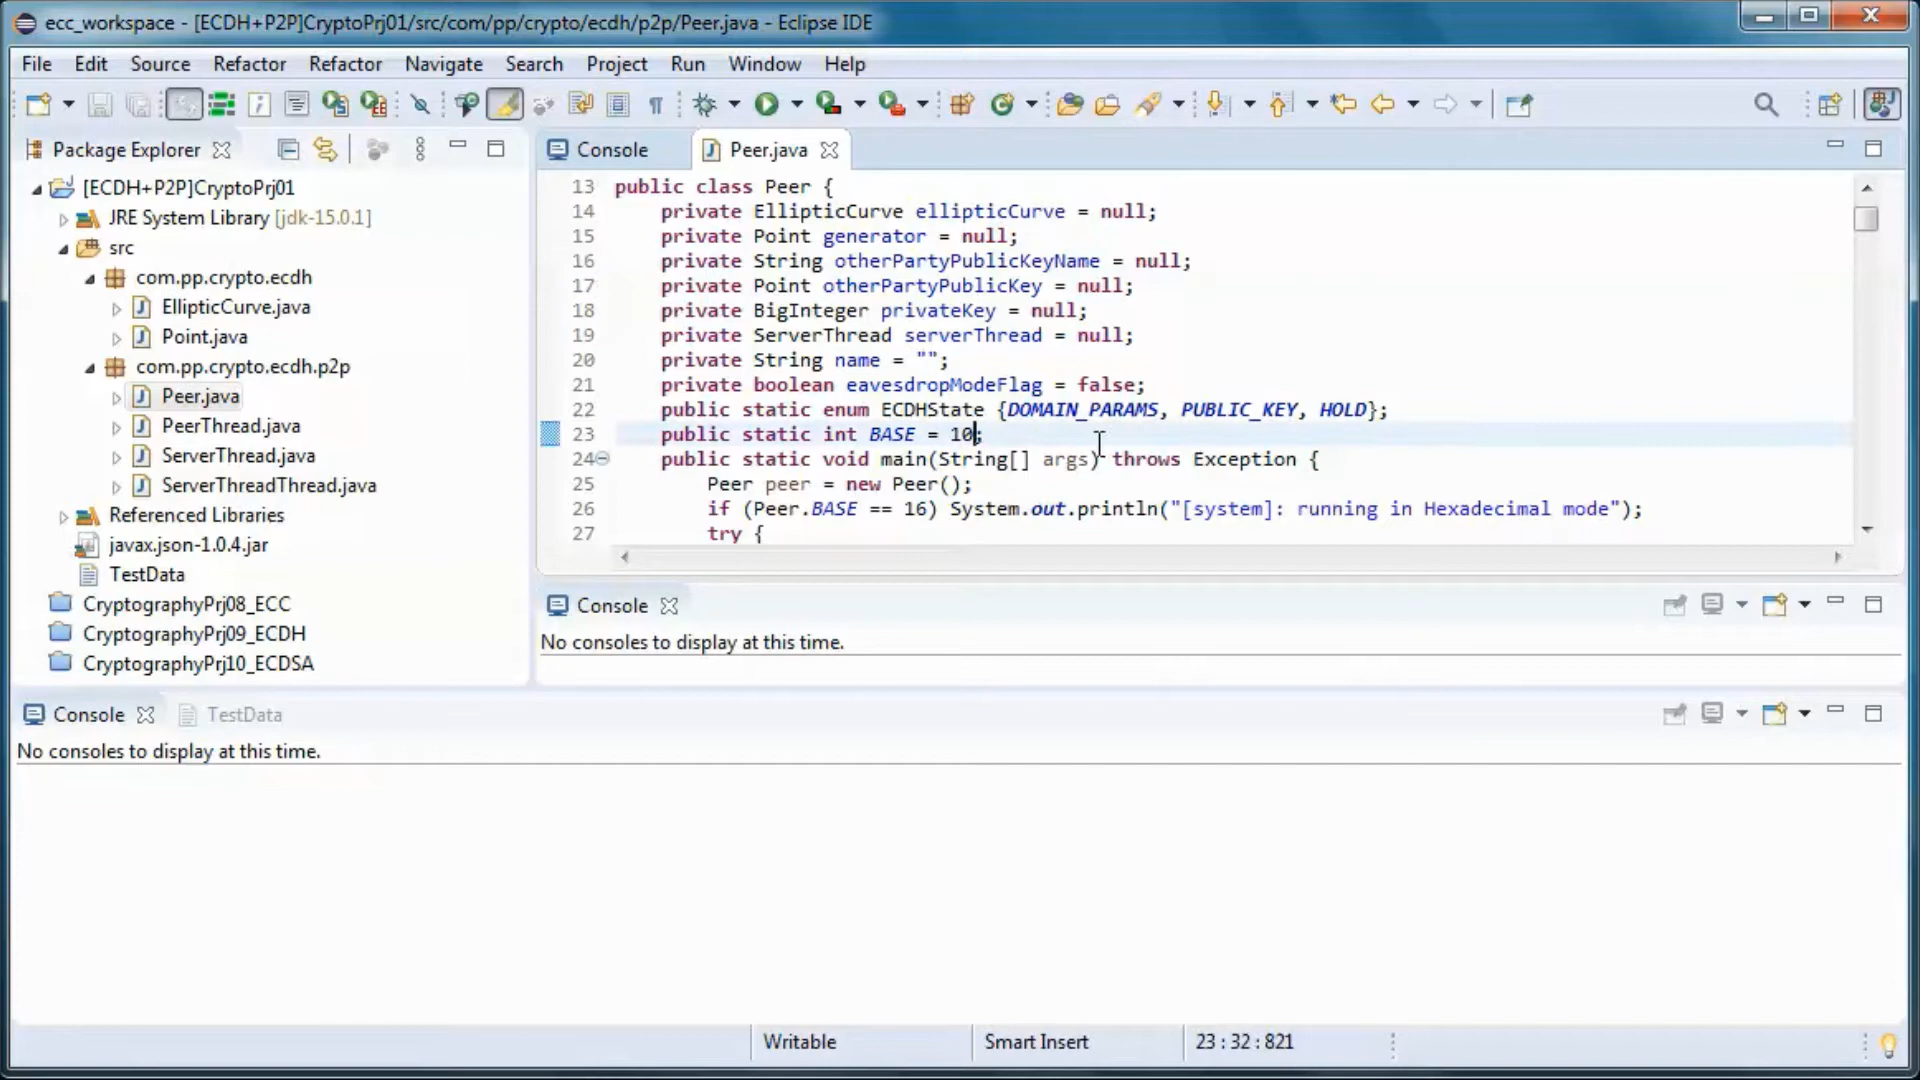 ecc_workspace - [ECDH+P2P]CryptoPrj01/src/com/pp/crypto/ecdh/p2p/Peer.java - Eclipse IDE
File Edit Source Refactor Refactor Navigate Search Project Run Window Help
Package Explorer
[ECDH+P2P]CryptoPrj01
JRE System Library [jdk-15.0.1]
src
com.pp.crypto.ecdh
EllipticCurve.java
Point.java
com.pp.crypto.ecdh.p2p
Peer.java
PeerThread.java
ServerThread.java
ServerThreadThread.java
Referenced Libraries
javax.json-1.0.4.jar
TestData
CryptographyPrj08_ECC
CryptographyPrj09_ECDH
CryptographyPrj10_ECDSA
Console Peer.java
13 public class Peer {
14 private EllipticCurve ellipticCurve = null;
15 private Point generator = null;
16 private String otherPartyPublicKeyName = null;
17 private Point otherPartyPublicKey = null;
18 private BigInteger privateKey = null;
19 private ServerThread serverThread = null;
20 private String name = "";
21 private boolean eavesdropModeFlag = false;
22 public static enum ECDHState {DOMAIN_PARAMS, PUBLIC_KEY, HOLD};
23 public static int BASE = 10;
24 public static void main(String[] args) throws Exception {
25 Peer peer = new Peer();
26 if (Peer.BASE == 16) System.out.println("[system]: running in Hexadecimal mode");
27 try {
Console
No consoles to display at this time.
Console TestData
No consoles to display at this time.
Writable Smart Insert 23 : 32 : 821